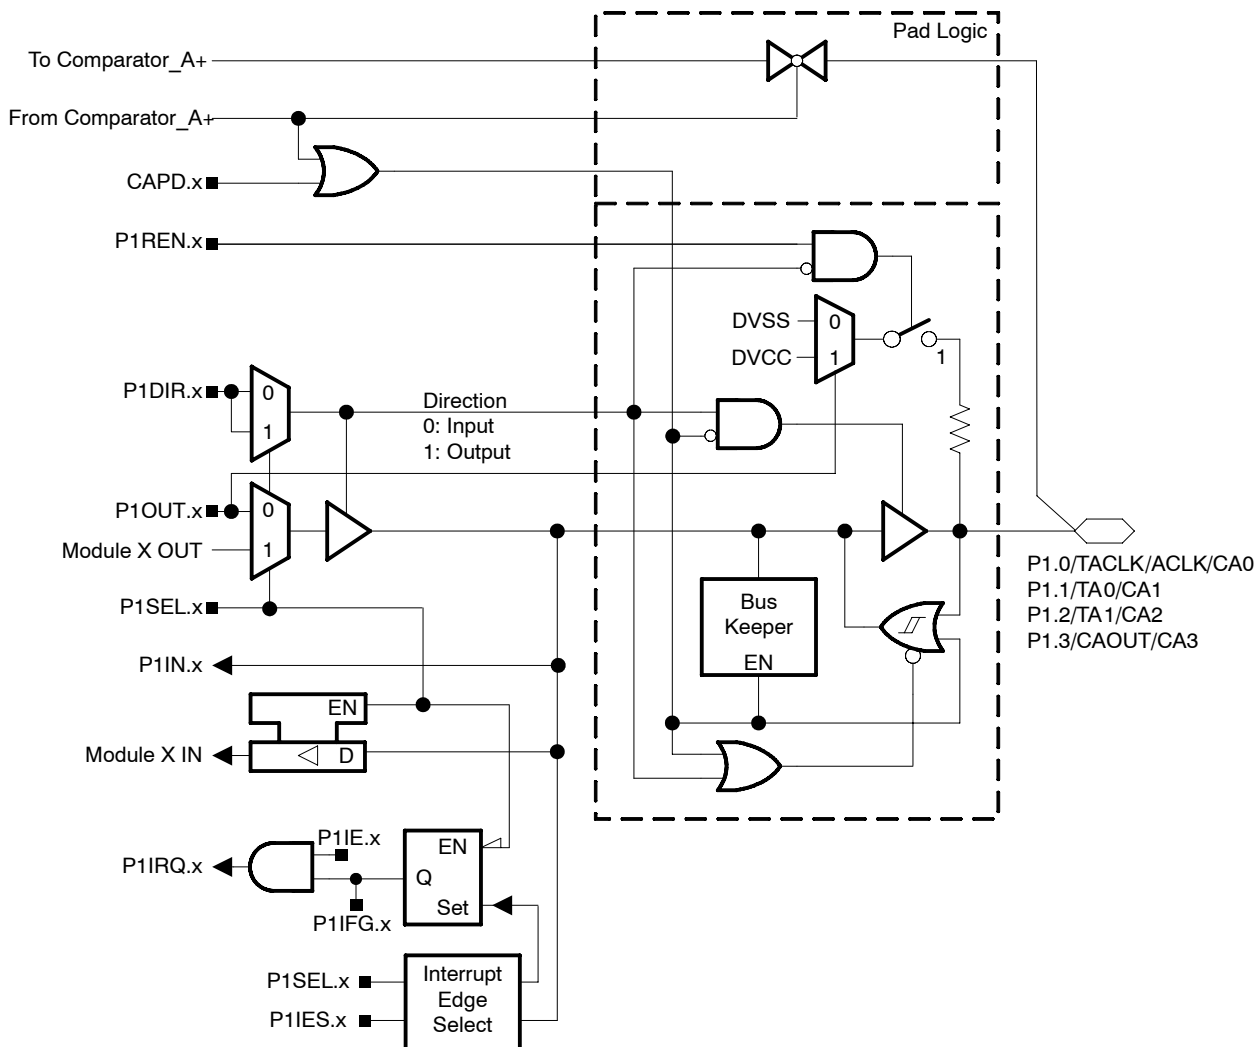 Pad Logic
To Comparator_A+
From Comparator_A+
CAPD.x
P1REN.x
DVSS
0
DVCC
1
1
P1DIR.x
0
1
Direction
0: Input
1: Output
P1OUT.x
0
Module X OUT
1
P1SEL.x
Bus
Keeper
EN
P1.0/TACLK/ACLK/CA0
P1.1/TA0/CA1
P1.2/TA1/CA2
P1.3/CAOUT/CA3
P1IN.x
EN
Module X IN
D
P1IE.x
P1IRQ.x
EN
Q
Set
P1IFG.x
P1SEL.x
P1IES.x
Interrupt
Edge
Select